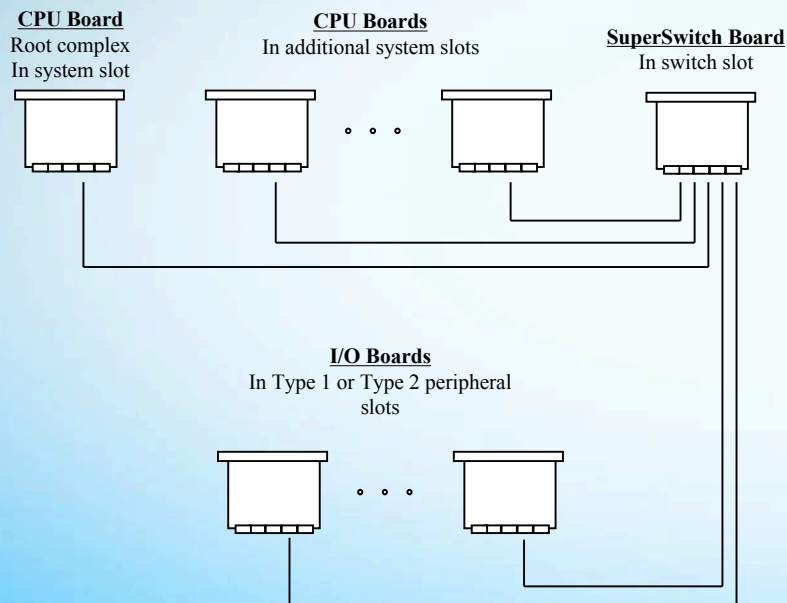 CPU Board
Root complex
In system slot
CPU Boards
In additional system slots
SuperSwitch Board
In switch slot
I/O Boards
In Type 1 or Type 2 peripheral
slots